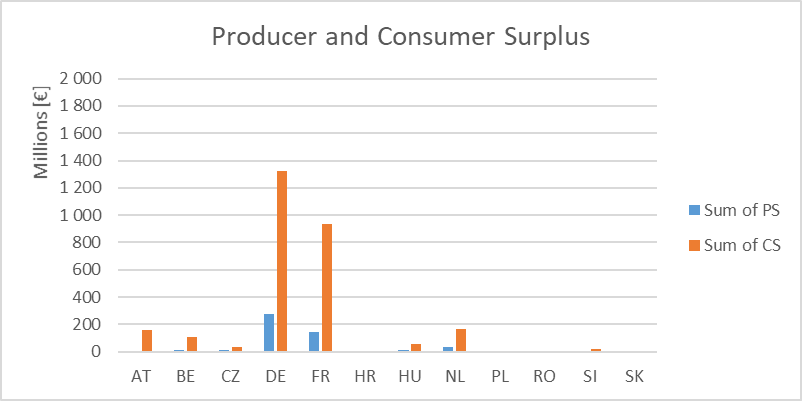 Producer and Consumer Surplus
Millions [€]
2 000
1 800
1 600
1 400
1 200
1 000
800
600
400
200
0
AT BE CZ DE FR HR HU NL PL RO SI SK
Sum of PS
Sum of CS